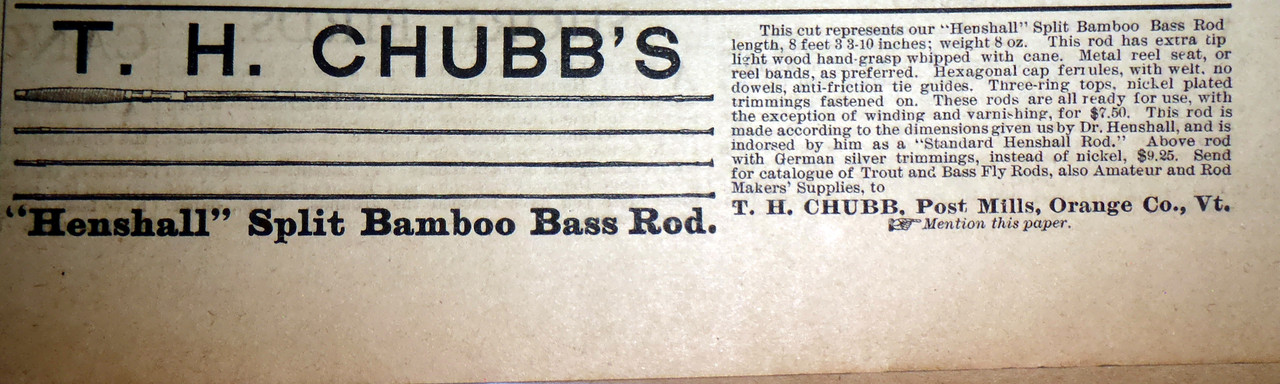 T. H. CHUBB'S
"Henshall" Split Bamboo Bass Rod.
This cut represents our "Henshall" Split Bamboo Bass Rod
length, 8 feet 3 3-10 inches; weight 8 oz. This rod has extra tip
light wood hand-grasp whipped with cane. Metal reel seat, or
reel bands, as preferred. Hexagonal cap ferrules, with welt, no
dowels, anti-friction tie guides. Three-ring tops, nickel plated
trimmings fastened on. These rods are all ready for use, with
the exception of winding and varnishing, for $7.50. This rod is
made according to the dimensions given us by Dr. Henshall, and is
indorsed by him as a "Standard Henshall Rod." Above rod
with German silver trimmings, instead of nickel, $9.25. Send
for catalogue of Trout and Bass Fly Rods, also Amateur and Rod
Makers' Supplies, to
T. H. CHUBB, Post Mills, Orange Co., Vt.
☞ Mention this paper.